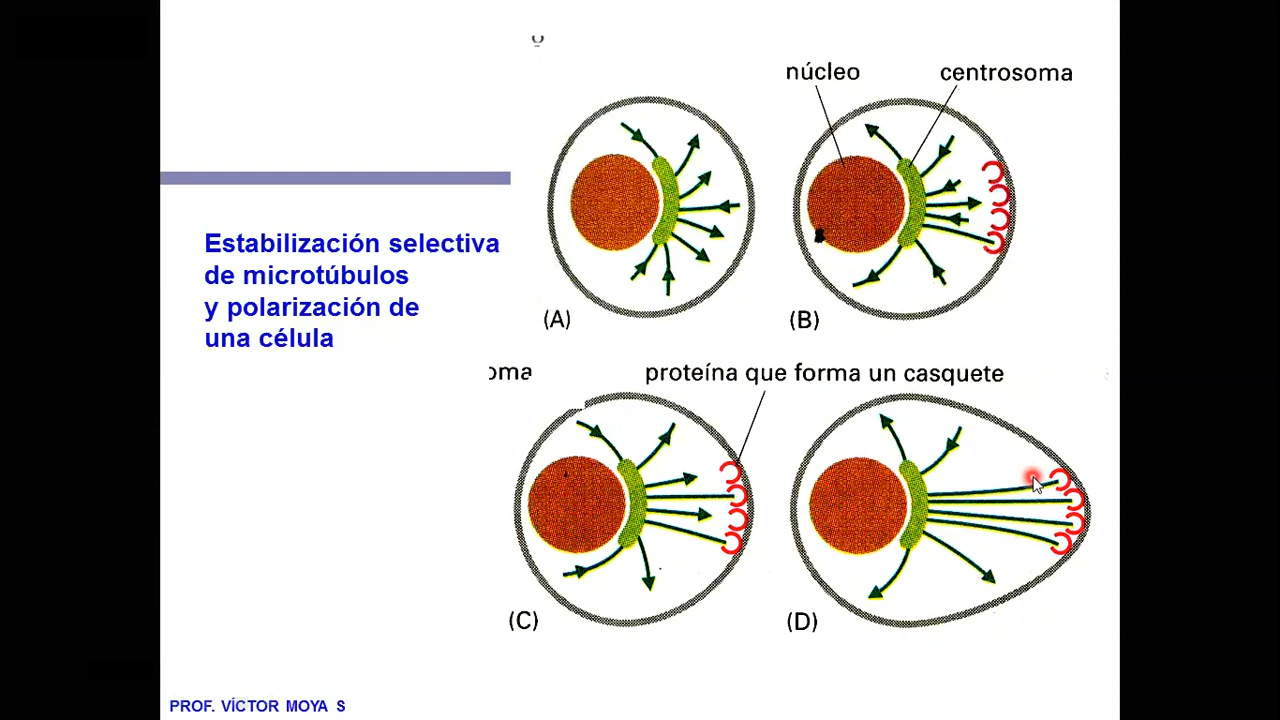 núcleo centrosoma
Estabilización selectiva
de microtúbulos
y polarización de
una célula
(A) (B)
oma proteína que forma un casquete
(C) (D)
PROF. VÍCTOR MOYA S